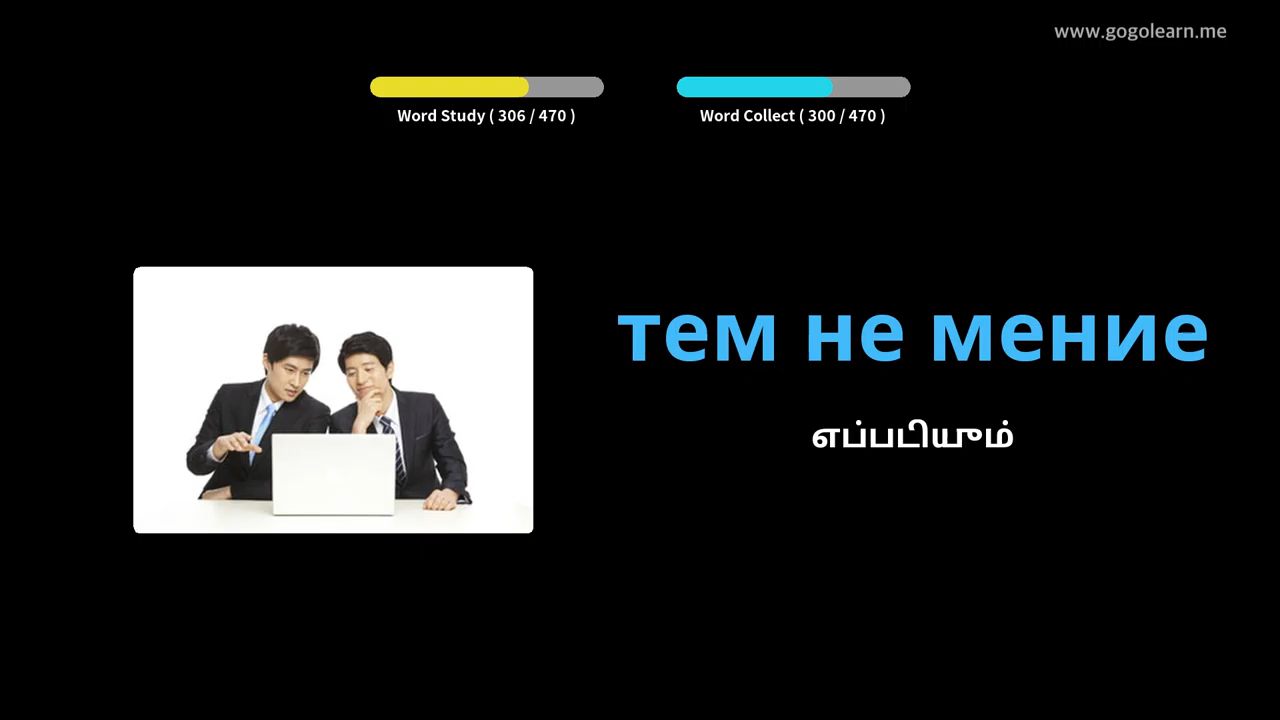 www.gogolearn.me
Word Study ( 306 / 470 )
Word Collect ( 300 / 470 )
тем не мение
எப்படியும்